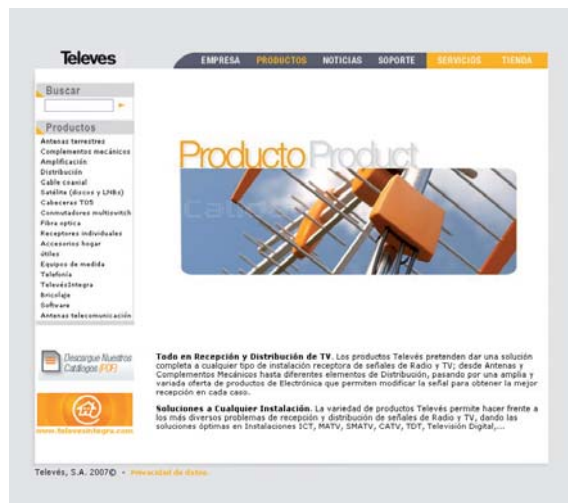 Televes
EMPRESA PRODUCTOS NOTICIAS SOPORTE SERVICIOS TIENDA
Buscar
Productos
Antenas terrestres
Complementos mecánicos
Amplificación
Distribución
Cable coaxial
Satélite (discos y LNBs)
Cabeceras TOS
Conmutadores multiswitch
Fibra optica
Receptores individuales
Accesorios hogar
útiles
Equipos de medida
Telefonía
TelevésIntegra
Bricolaje
Software
Antenas telecomunicación
Producto Product
Descargue Nuestros
Catálogos (PDF)
www.televesintegra.com
Todo en Recepción y Distribución de TV. Los productos Televés pretenden dar una solución
completa a cualquier tipo de instalación receptora de señales de Radio y TV; desde Antenas y
Complementos Mecánicos hasta diferentes elementos de Distribución, pasando por una amplia y
variada oferta de productos de Electrónica que permiten modificar la señal para obtener la mejor
recepción en cada caso.
Soluciones a Cualquier Instalación. La variedad de productos Televés permite hacer frente a
los más diversos problemas de recepción y distribución de señales de Radio y TV, dando las
soluciones óptimas en Instalaciones ICT, MATV, SMATV, CATV, TDT, Televisión Digital,...
Televés, S.A. 2007© - Privacidad de datos.